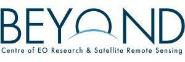 BEYOND
Centre of EO Research & Satellite Remote Sensing